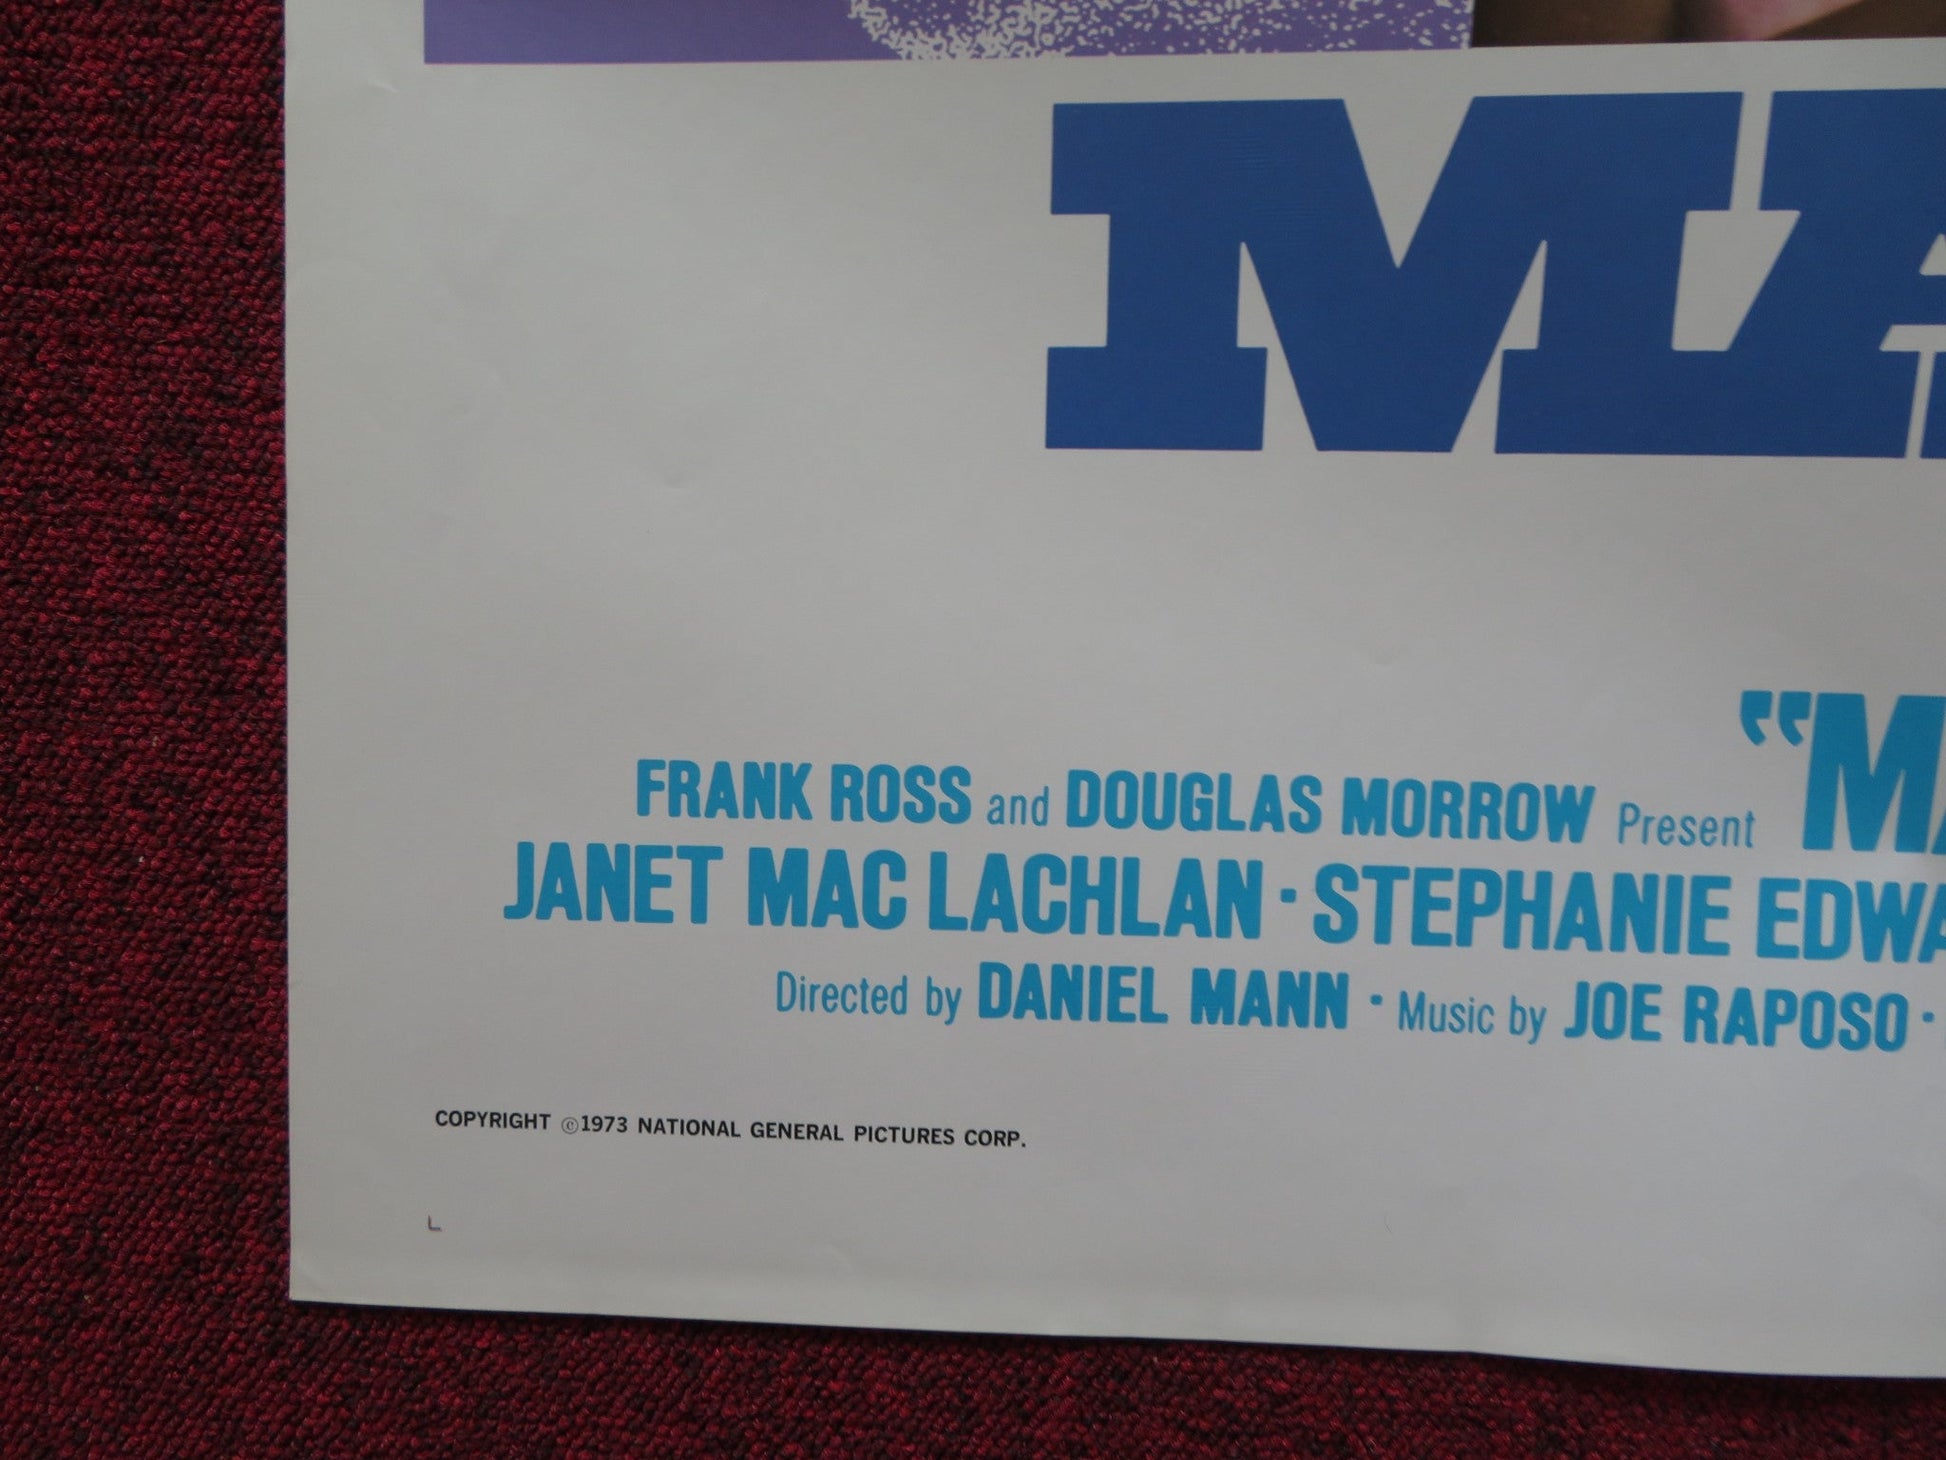 MA
"MA
FRANK ROSS and DOUGLAS MORROW Present
JANET MAC LACHLAN · STEPHANIE EDWA
Directed by DANIEL MANN · Music by JOE RAPOSO ·
COPYRIGHT ©1973 NATIONAL GENERAL PICTURES CORP.